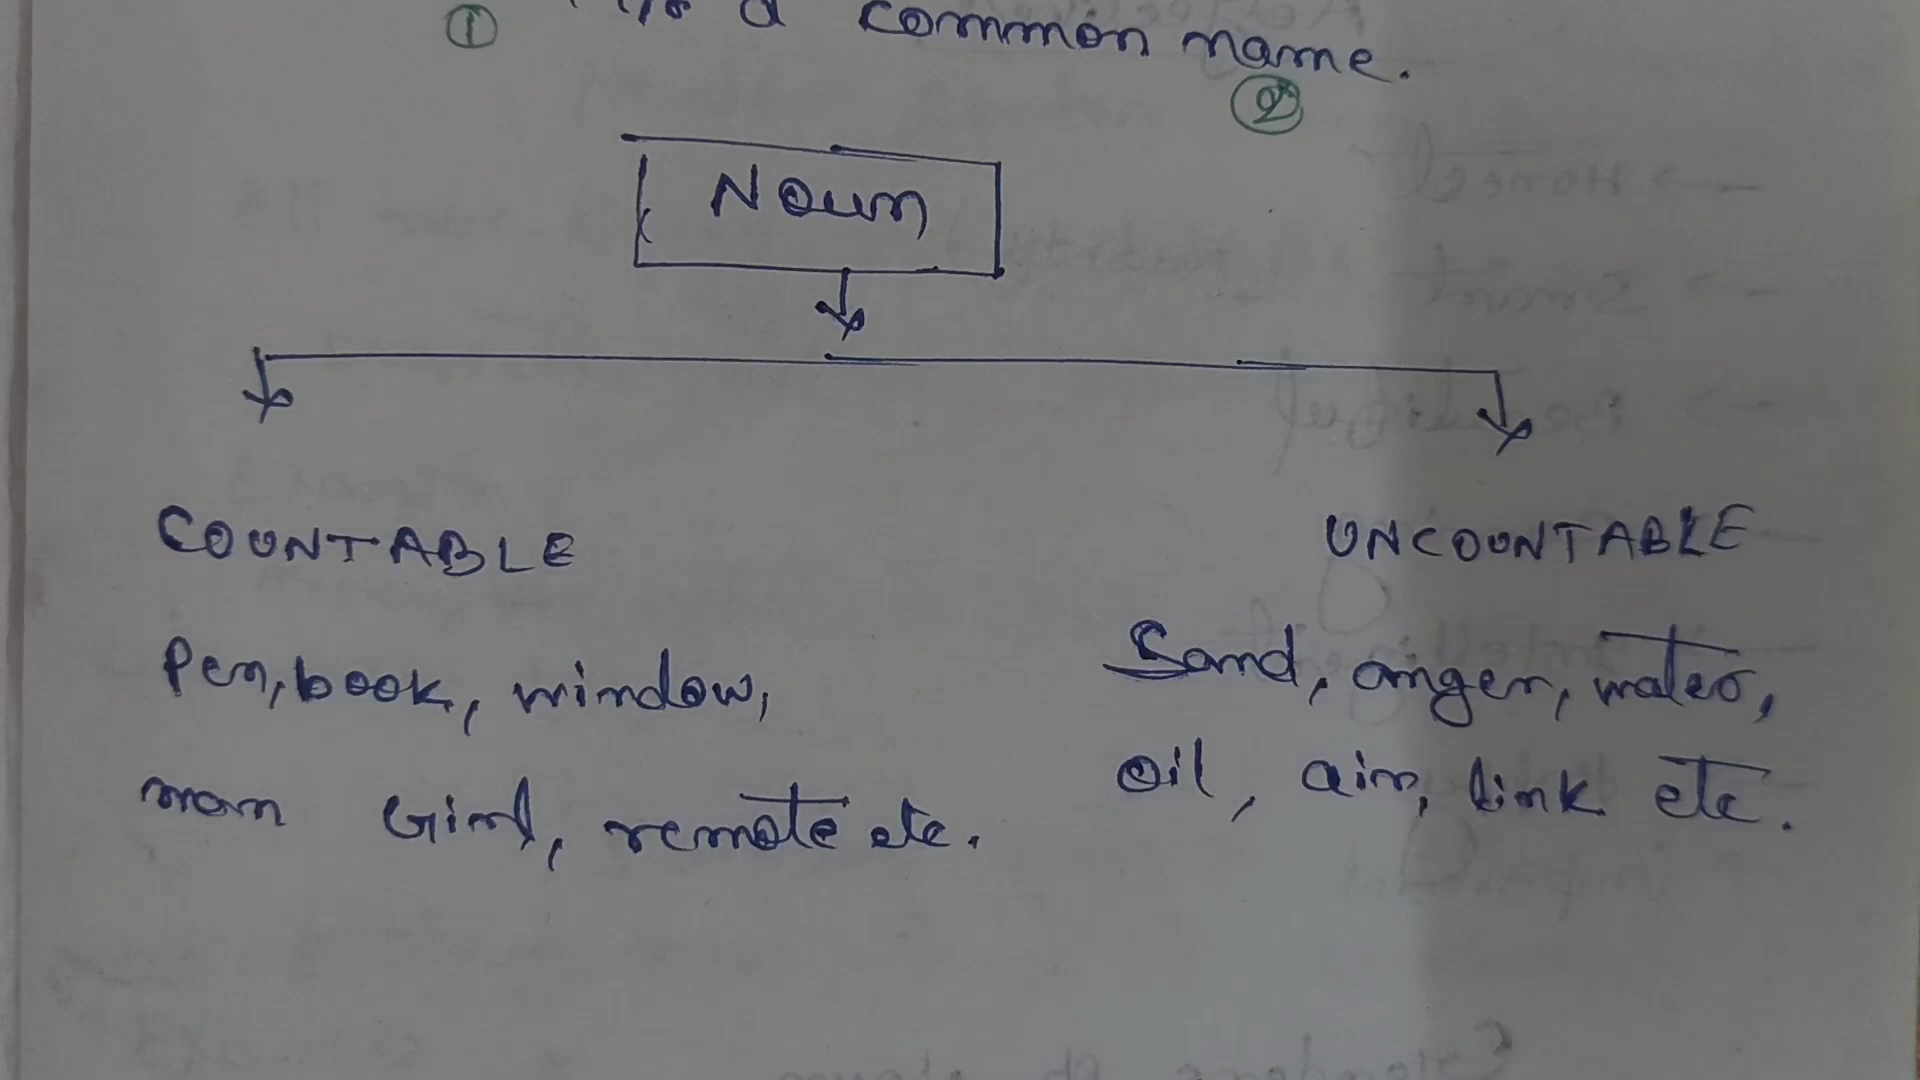 is a common name.
① ②
Noun
COUNTABLE UNCOUNTABLE
Pen, book, window, Sand, anger, water,
man Girl, remote etc. oil, air, link etc.